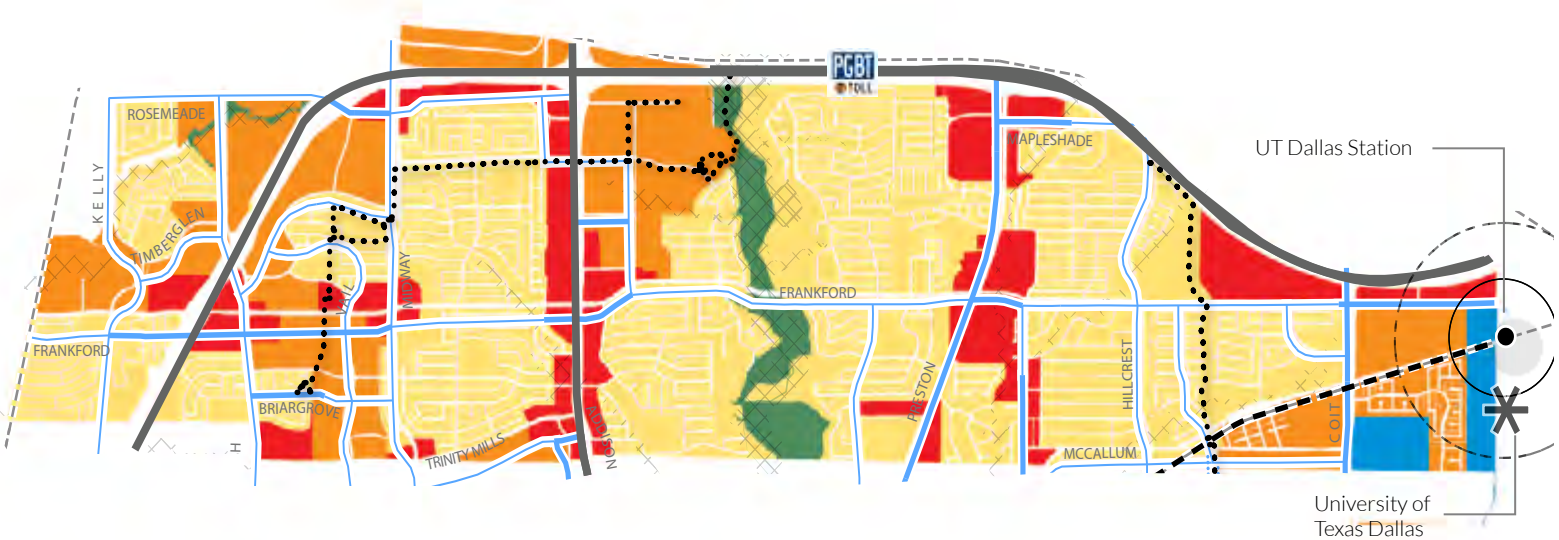 PGBT
TOLL
ROSEMEADE
MAPLESHADE
UT Dallas Station
KELLY
TIMBERGLEN
MIDWAY
VAIL
FRANKFORD
FRANKFORD
HILLCREST
PRESTON
BRIARGROVE
ADDISON
COIT
H
TRINITY MILLS
MCCALLUM
University of
Texas Dallas